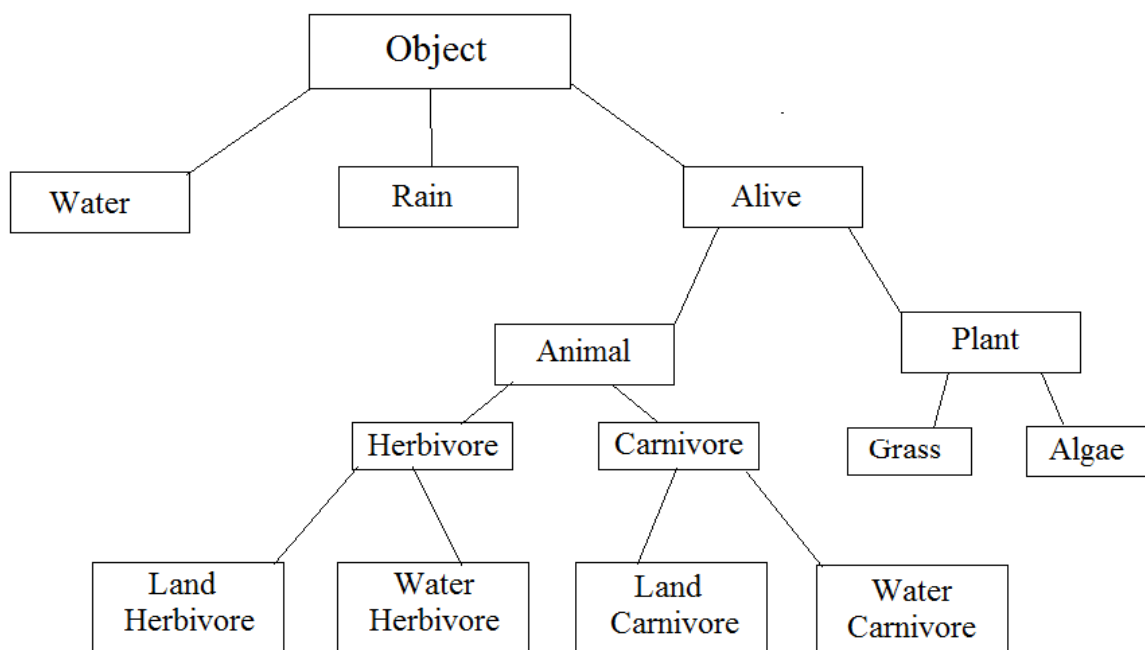 Object
Water
Rain
Alive
Animal
Plant
Herbivore
Carnivore
Grass
Algae
Land
Herbivore
Water
Herbivore
Land
Carnivore
Water
Carnivore